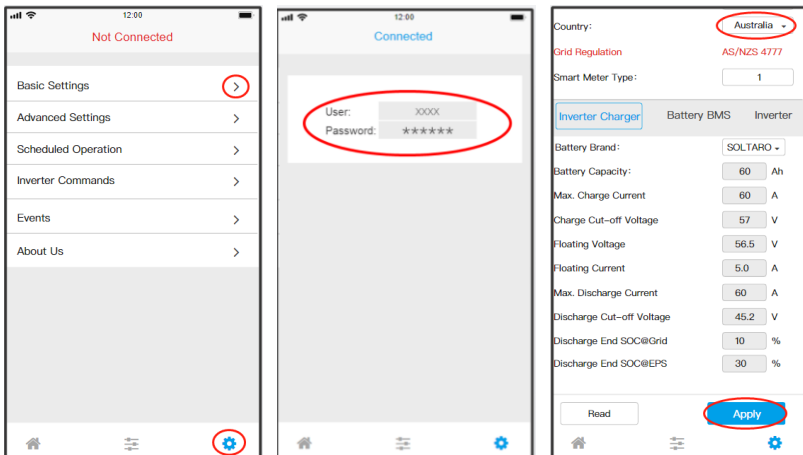 12:00
Not Connected
Basic Settings
Advanced Settings
Scheduled Operation
Inverter Commands
Events
About Us
12:00
Connected
User: XXXX
Password: ******
Country: Australia
Grid Regulation AS/NZS 4777
Smart Meter Type: 1
Inverter Charger Battery BMS Inverter
Battery Brand: SOLTARO
Battery Capacity: 60 Ah
Max. Charge Current 60 A
Charge Cut-off Voltage 57 V
Floating Voltage 56.5 V
Floating Current 5.0 A
Max. Discharge Current 60 A
Discharge Cut-off Voltage 45.2 V
Discharge End SOC@Grid 10 %
Discharge End SOC@EPS 30 %
Read Apply